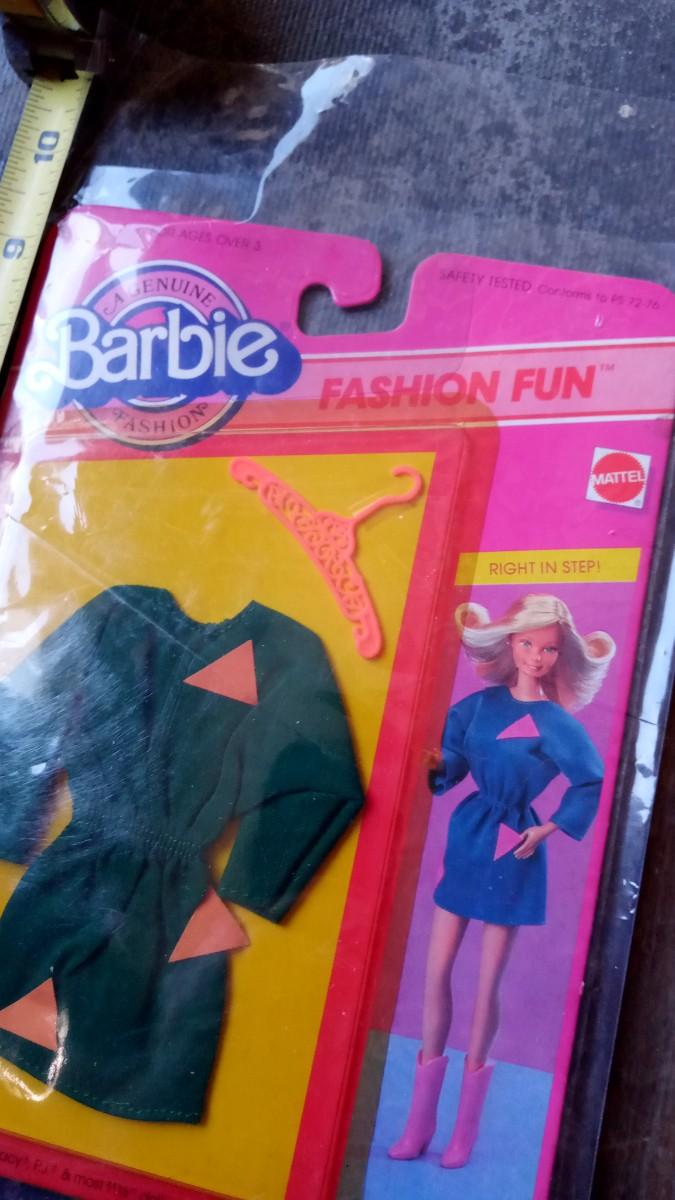 10
9
AGES OVER 3
SAFETY TESTED Conforms to PS 72-76
A GENUINE
Barbie®
FASHION
FASHION FUN™
MATTEL
RIGHT IN STEP!
P.J.® & most